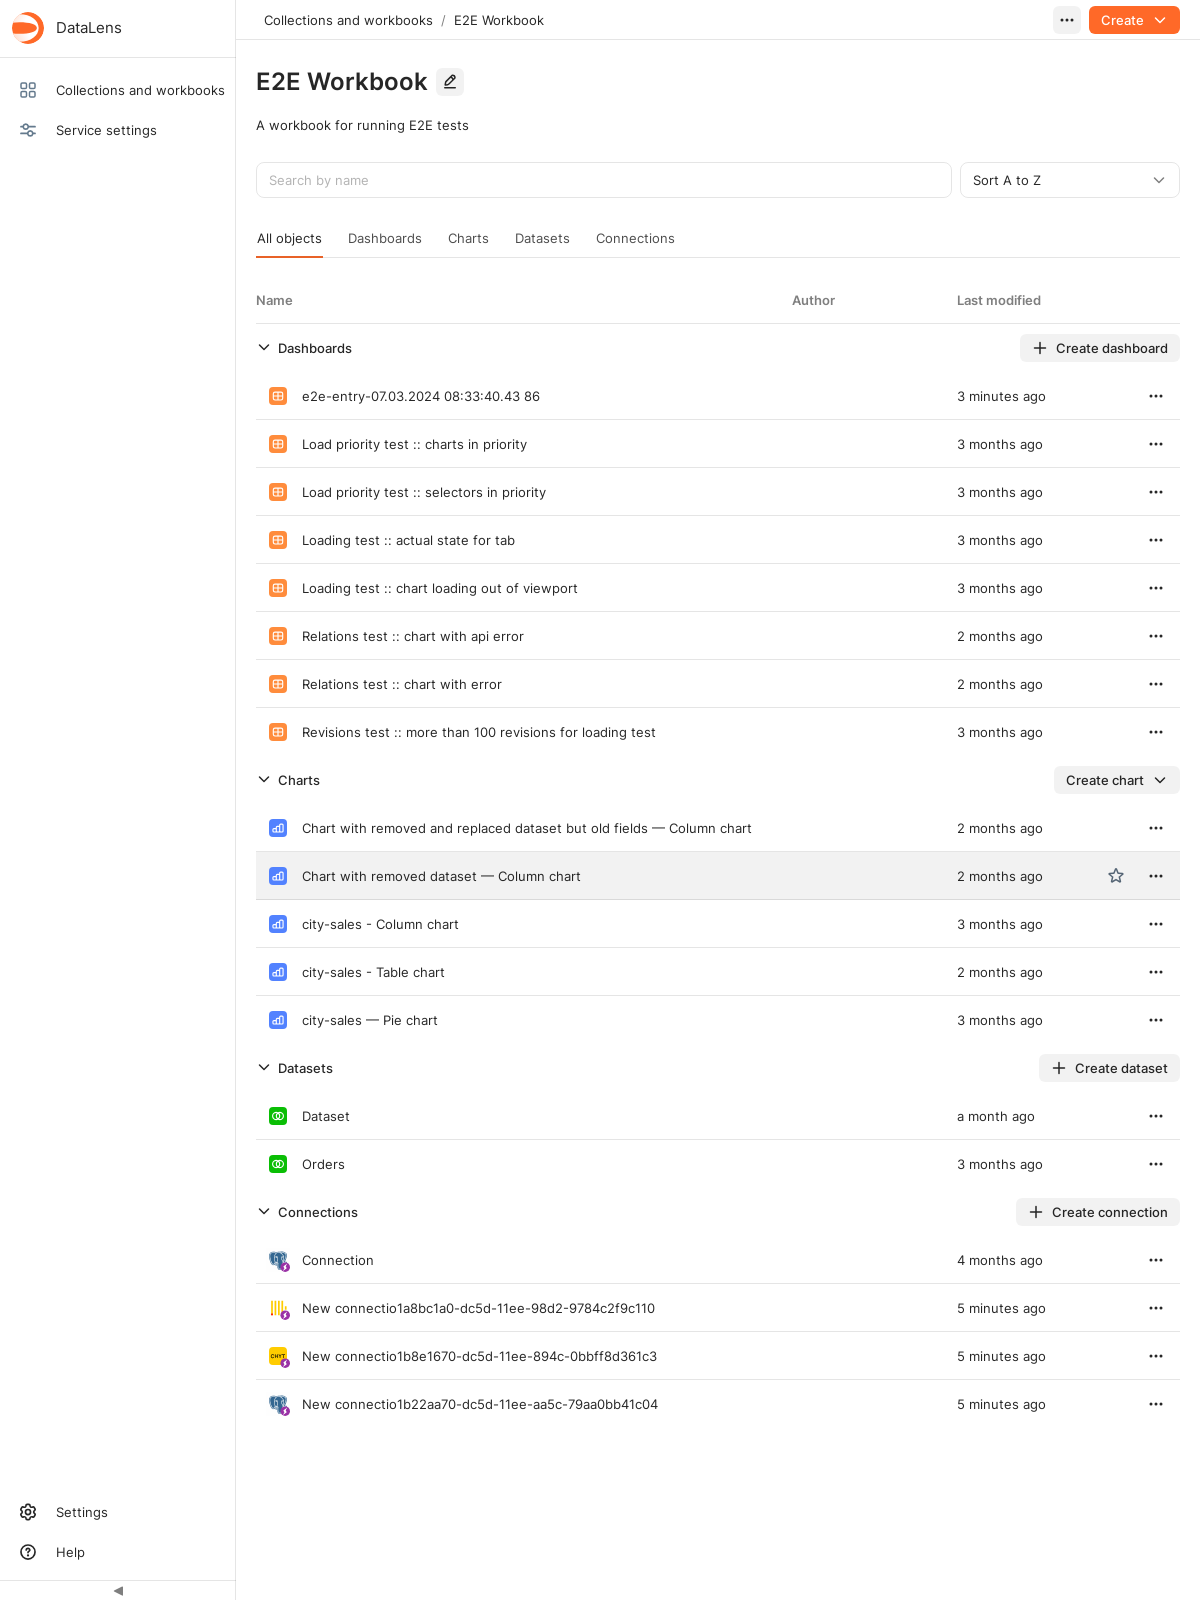 DataLens
Collections and workbooks / E2E Workbook
Create
Collections and workbooks
Service settings
E2E Workbook
A workbook for running E2E tests
Search by name
Sort A to Z
All objects Dashboards Charts Datasets Connections
Name Author Last modified
Dashboards Create dashboard
e2e-entry-07.03.2024 08:33:40.43 86 3 minutes ago
Load priority test :: charts in priority 3 months ago
Load priority test :: selectors in priority 3 months ago
Loading test :: actual state for tab 3 months ago
Loading test :: chart loading out of viewport 3 months ago
Relations test :: chart with api error 2 months ago
Relations test :: chart with error 2 months ago
Revisions test :: more than 100 revisions for loading test 3 months ago
Charts Create chart
Chart with removed and replaced dataset but old fields — Column chart 2 months ago
Chart with removed dataset — Column chart 2 months ago
city-sales - Column chart 3 months ago
city-sales - Table chart 2 months ago
city-sales — Pie chart 3 months ago
Datasets Create dataset
Dataset a month ago
Orders 3 months ago
Connections Create connection
Connection 4 months ago
New connectio1a8bc1a0-dc5d-11ee-98d2-9784c2f9c110 5 minutes ago
CHYT New connectio1b8e1670-dc5d-11ee-894c-0bbff8d361c3 5 minutes ago
New connectio1b22aa70-dc5d-11ee-aa5c-79aa0bb41c04 5 minutes ago
Settings
Help